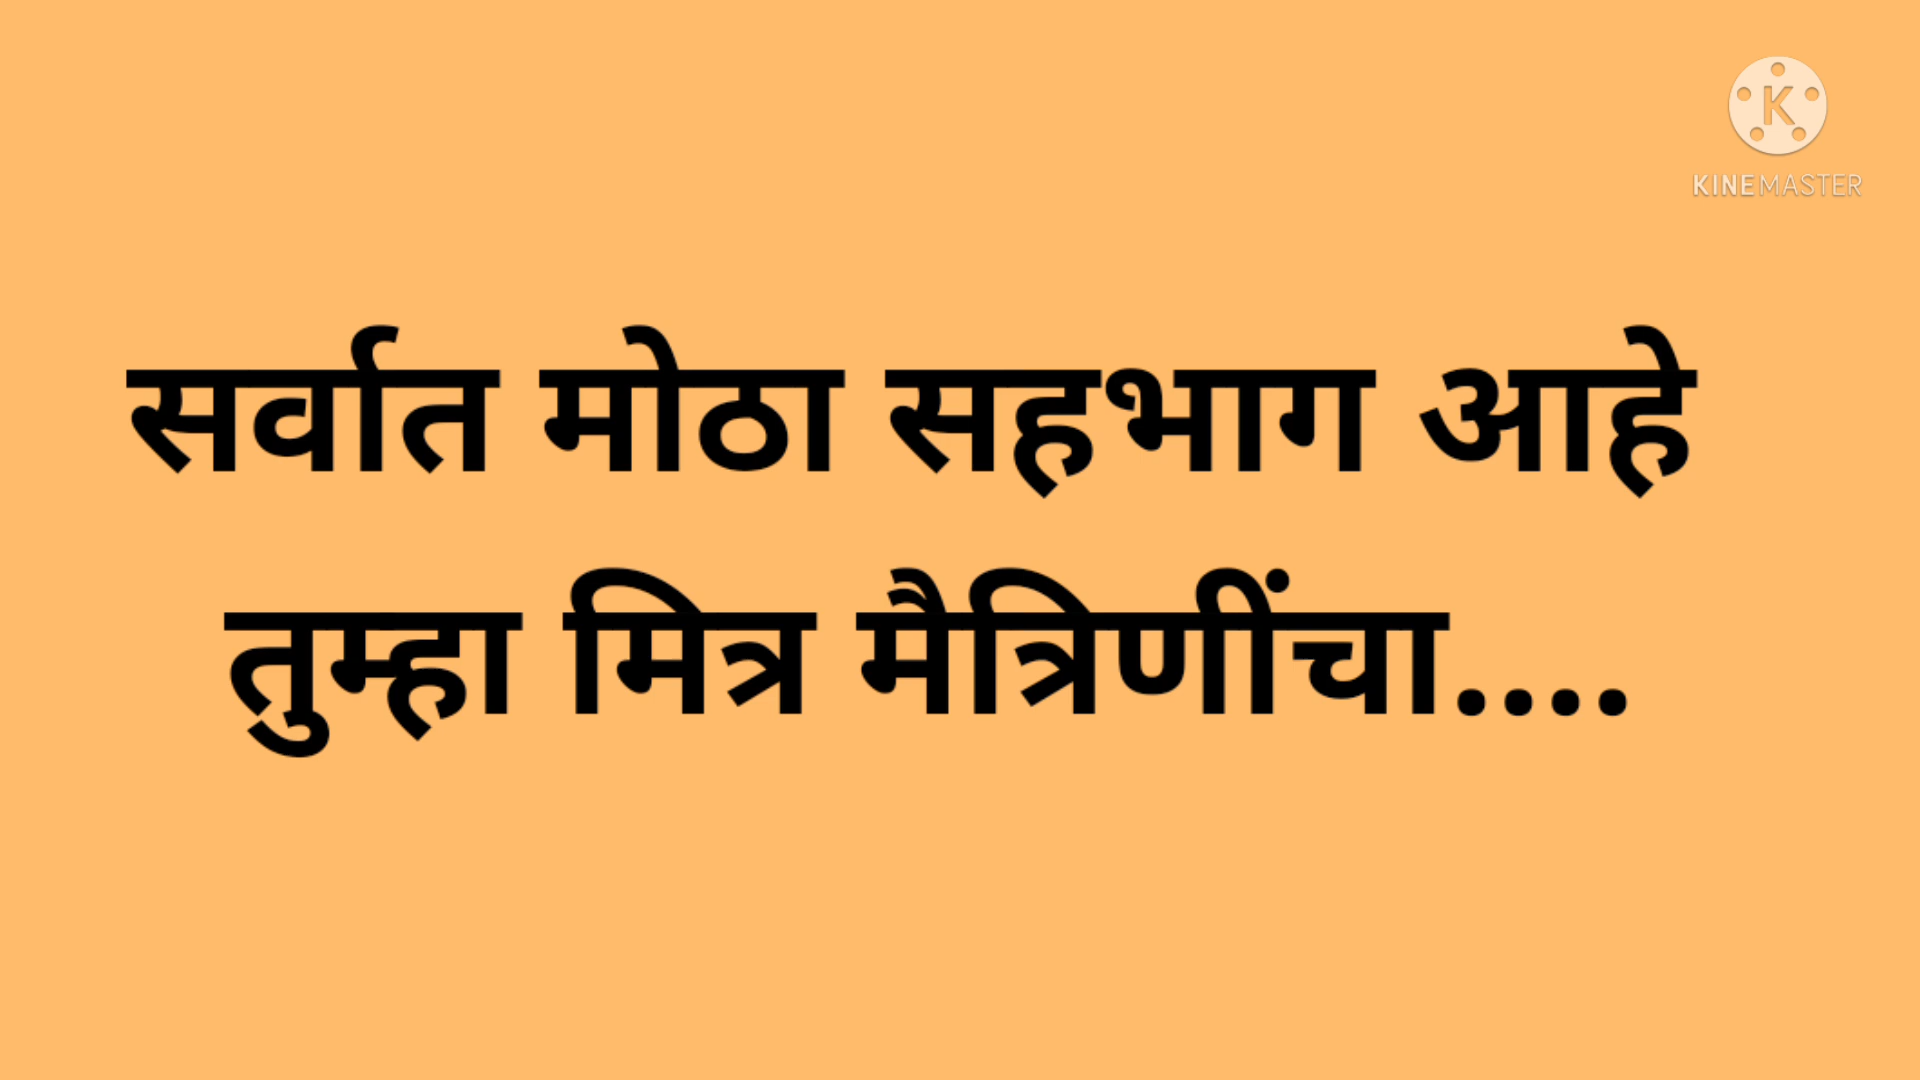 K
KINEMASTER
सर्वात मोठा सहभाग आहे
तुम्हा मित्र मैत्रिणींचा....